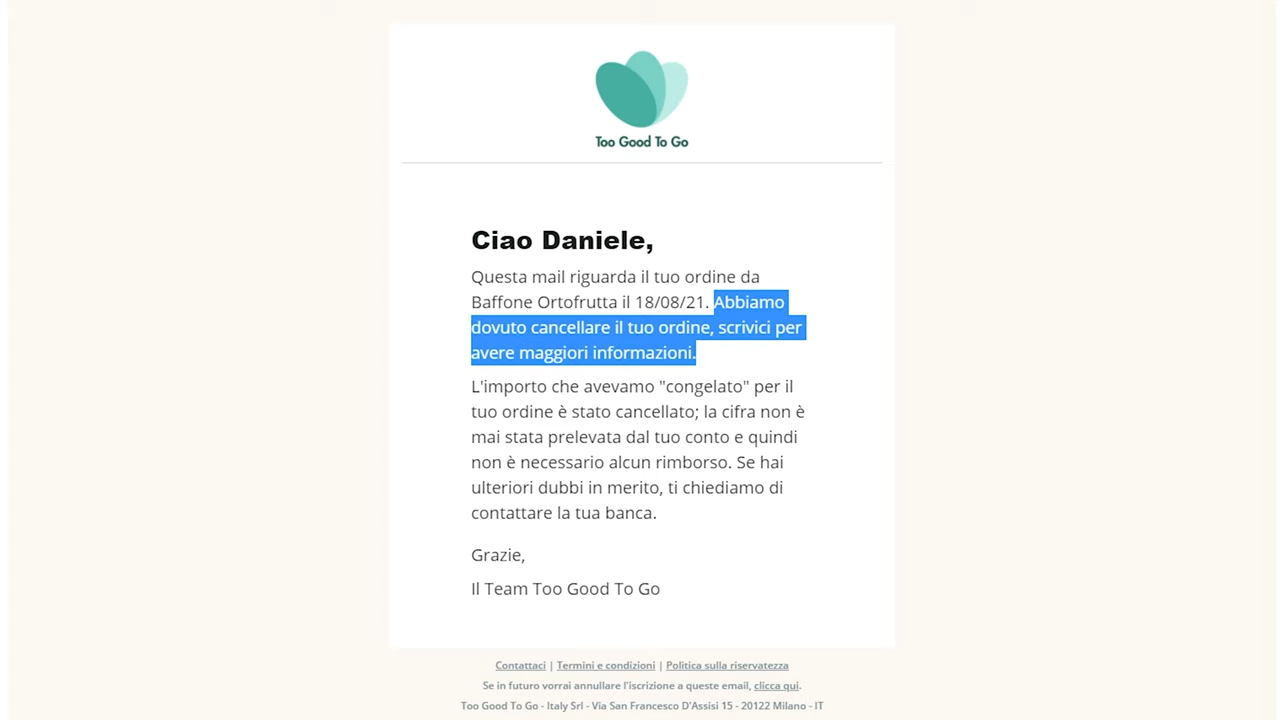 Too Good To Go
Ciao Daniele,
Questa mail riguarda il tuo ordine da
Baffone Ortofrutta il 18/08/21. Abbiamo
dovuto cancellare il tuo ordine, scrivici per
avere maggiori informazioni.
L'importo che avevamo "congelato" per il
tuo ordine è stato cancellato; la cifra non è
mai stata prelevata dal tuo conto e quindi
non è necessario alcun rimborso. Se hai
ulteriori dubbi in merito, ti chiediamo di
contattare la tua banca.
Grazie,
Il Team Too Good To Go
Contattaci | Termini e condizioni | Politica sulla riservatezza
Se in futuro vorrai annullare l'iscrizione a queste email, clicca qui.
Too Good To Go - Italy Srl - Via San Francesco D'Assisi 15 - 20122 Milano - IT